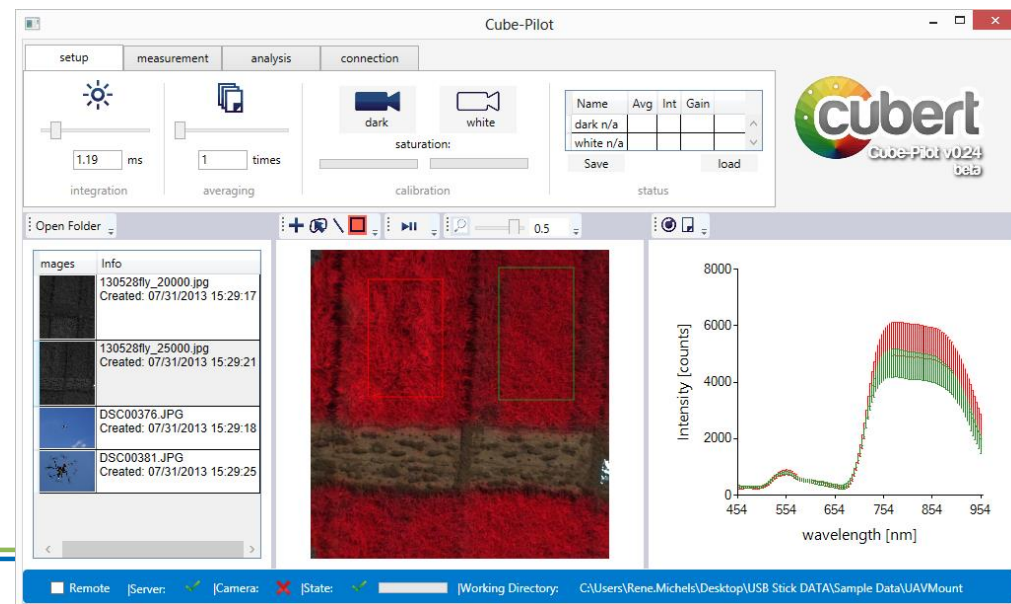 Cube-Pilot
setup measurement analysis connection
1.19 ms
integration
1 times
averaging
dark white
saturation:
calibration
Name Avg Int Gain
dark n/a
white n/a
Save load
status
cubert
Cube-Pilot v0.24
beta
Open Folder
0.5
mages Info
130528fly_20000.jpg
Created: 07/31/2013 15:29:17
130528fly_25000.jpg
Created: 07/31/2013 15:29:21
DSC00376.JPG
Created: 07/31/2013 15:29:18
DSC00381.JPG
Created: 07/31/2013 15:29:25
Intensity [counts]
8000
6000
4000
2000
0
454 554 654 754 854 954
wavelength [nm]
Remote |Server: |Camera: |State: |Working Directory: C:\Users\Rene.Michels\Desktop\USB Stick DATA\Sample Data\UAVMount